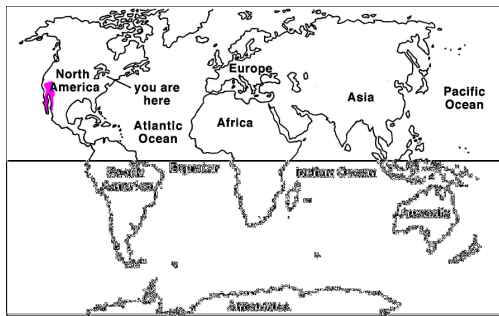 North
America
you are
here
Europe
Asia
Pacific
Ocean
Atlantic
Ocean
Africa
South
America
Equator
Indian Ocean
Australia
Antarctica